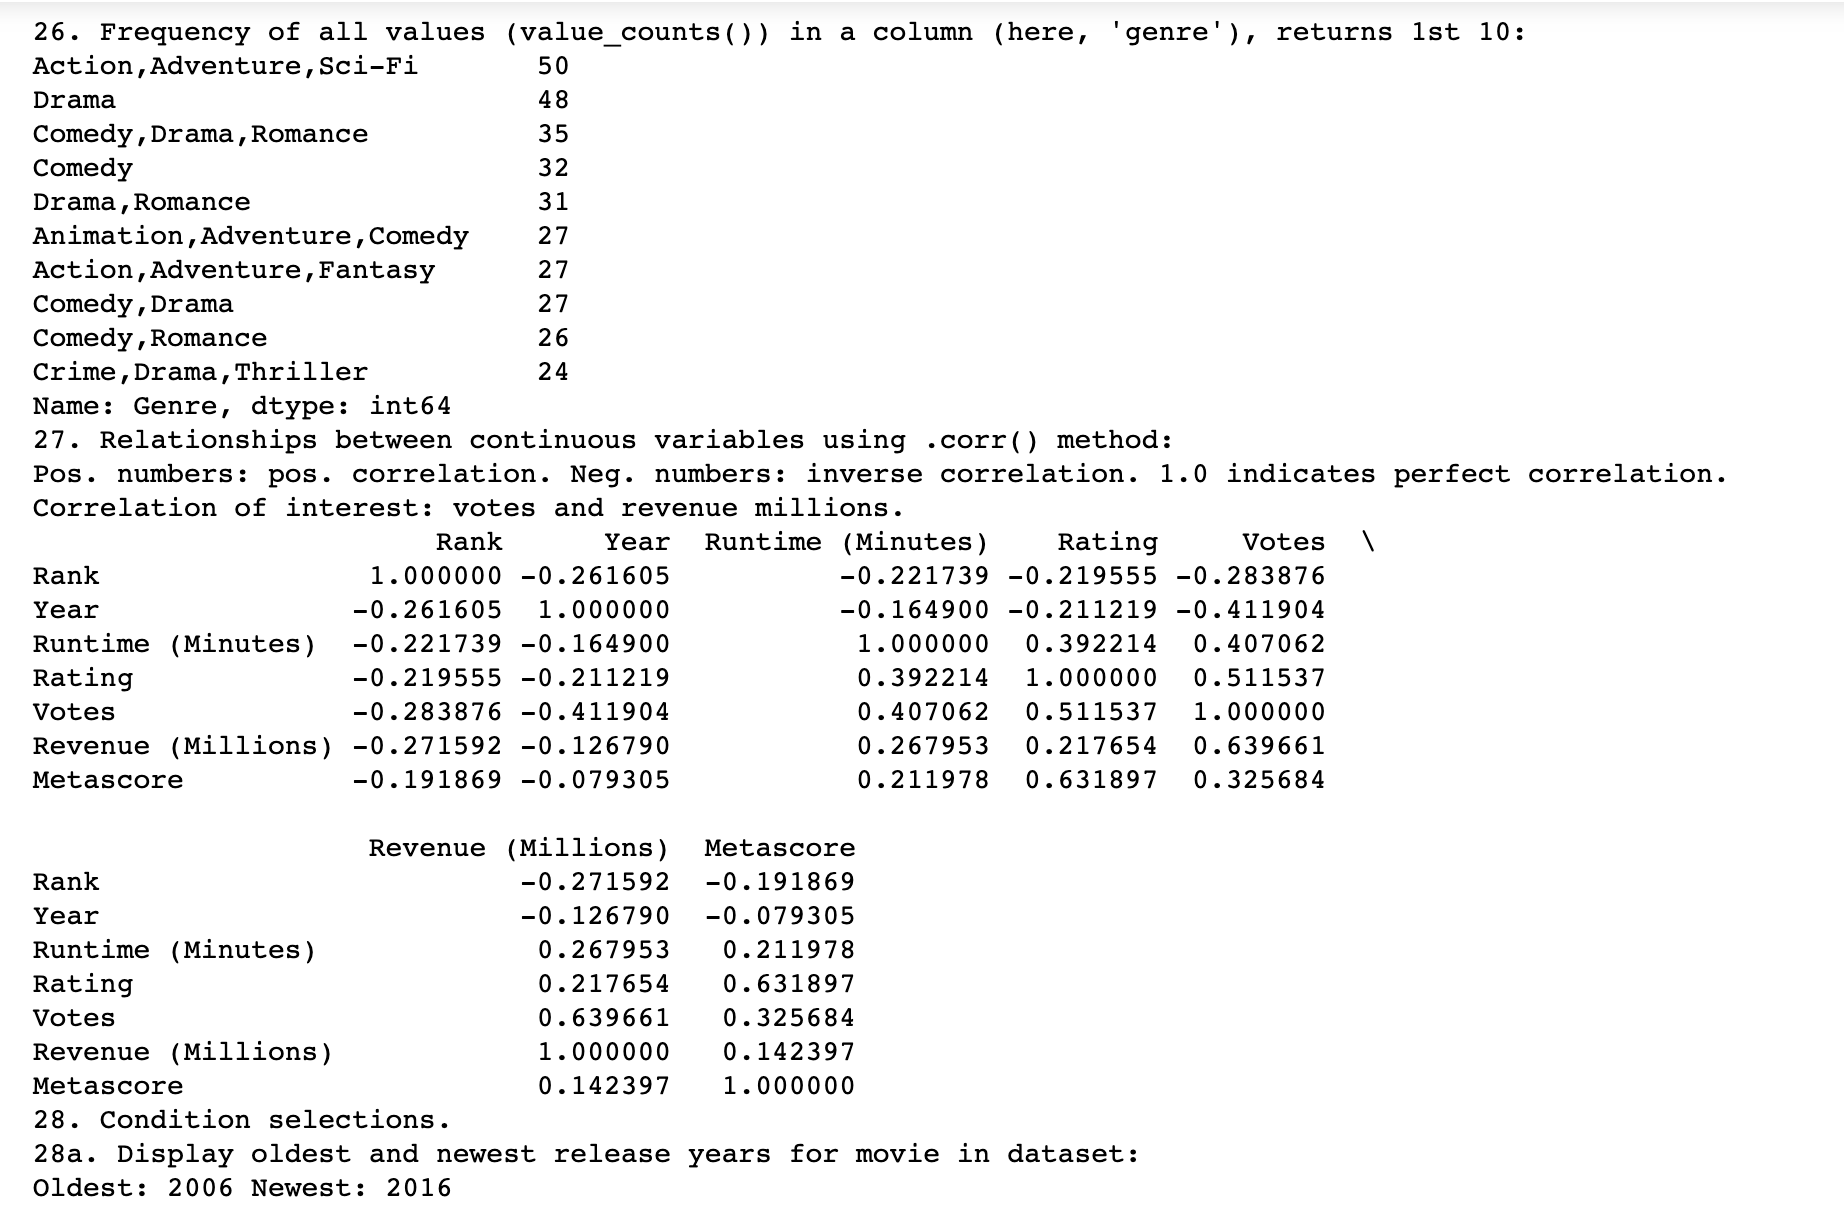 26. Frequency of all values (value_counts()) in a column (here, 'genre'), returns 1st 10:
Action,Adventure,Sci-Fi       50
Drama                         48
Comedy,Drama,Romance          35
Comedy                        32
Drama,Romance                 31
Animation,Adventure,Comedy    27
Action,Adventure,Fantasy      27
Comedy,Drama                  27
Comedy,Romance                26
Crime,Drama,Thriller          24
Name: Genre, dtype: int64
27. Relationships between continuous variables using .corr() method:
Pos. numbers: pos. correlation. Neg. numbers: inverse correlation. 1.0 indicates perfect correlation.
Correlation of interest: votes and revenue millions.
                        Rank      Year  Runtime (Minutes)    Rating     Votes  \
Rank                1.000000 -0.261605          -0.221739 -0.219555 -0.283876
Year               -0.261605  1.000000          -0.164900 -0.211219 -0.411904
Runtime (Minutes)  -0.221739 -0.164900           1.000000  0.392214  0.407062
Rating             -0.219555 -0.211219           0.392214  1.000000  0.511537
Votes              -0.283876 -0.411904           0.407062  0.511537  1.000000
Revenue (Millions) -0.271592 -0.126790           0.267953  0.217654  0.639661
Metascore          -0.191869 -0.079305           0.211978  0.631897  0.325684

                    Revenue (Millions)  Metascore
Rank                         -0.271592  -0.191869
Year                         -0.126790  -0.079305
Runtime (Minutes)             0.267953   0.211978
Rating                        0.217654   0.631897
Votes                         0.639661   0.325684
Revenue (Millions)            1.000000   0.142397
Metascore                     0.142397   1.000000
28. Condition selections.
28a. Display oldest and newest release years for movie in dataset:
Oldest: 2006 Newest: 2016